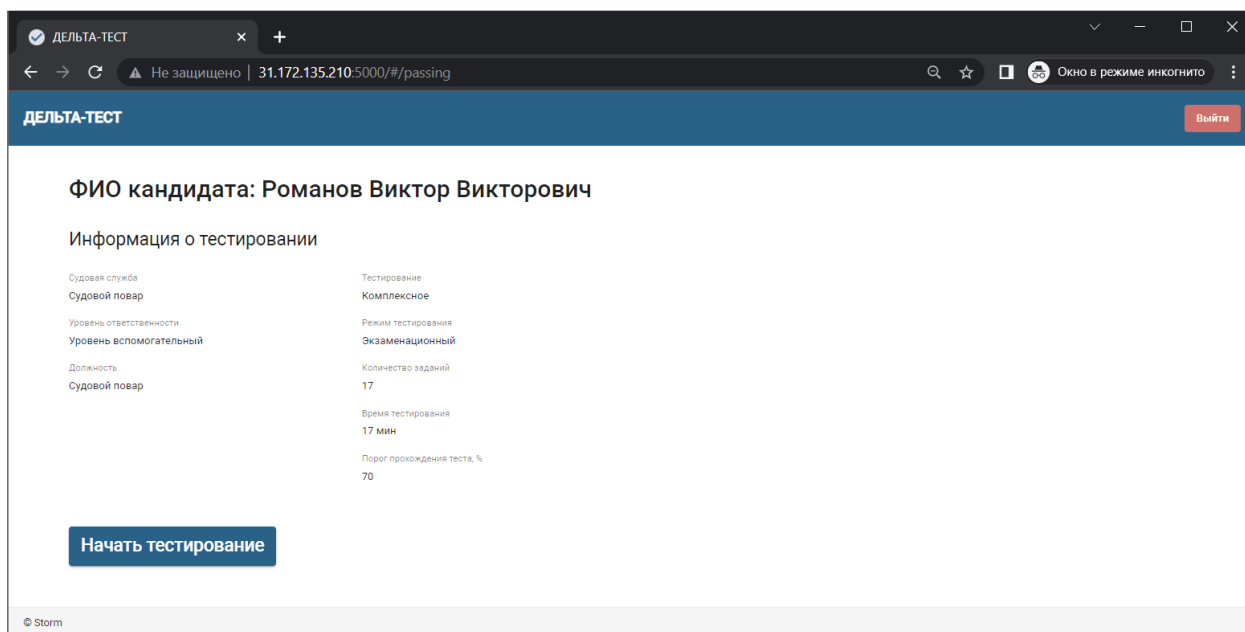 ДЕЛЬТА-ТЕСТ
Не защищено | 31.172.135.210:5000/#/passing
Окно в режиме инкогнито
ДЕЛЬТА-ТЕСТ
Выйти
ФИО кандидата: Романов Виктор Викторович
Информация о тестировании
Судовая служба
Судовой повар
Уровень ответственности
Уровень вспомогательный
Должность
Судовой повар
Тестирование
Комплексное
Режим тестирования
Экзаменационный
Количество заданий
17
Время тестирования
17 мин
Порог прохождения теста, %
70
Начать тестирование
© Storm